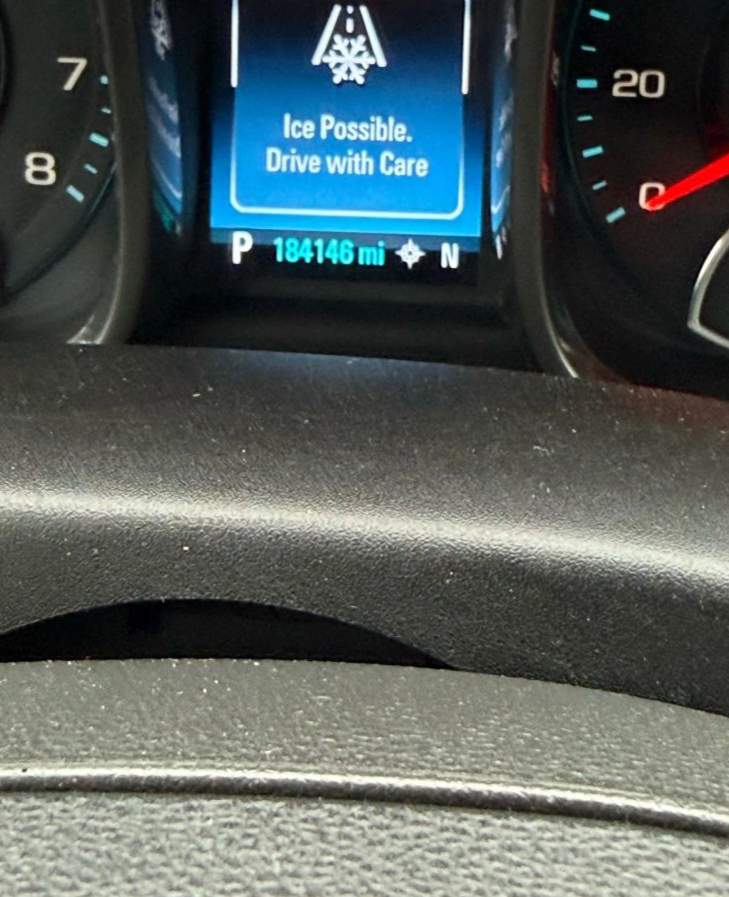 7
8
Ice Possible.
Drive with Care
P 184146 mi N
20
0